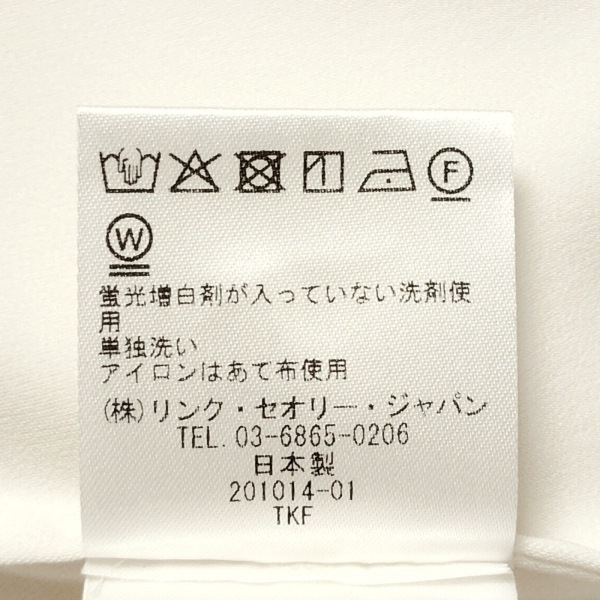 F
W
蛍光増白剤が入っていない洗剤使
用
単独洗い
アイロンはあて布使用
(株)リンク・セオリー・ジャパン
TEL. 03-6865-0206
日本製
201014-01
TKF